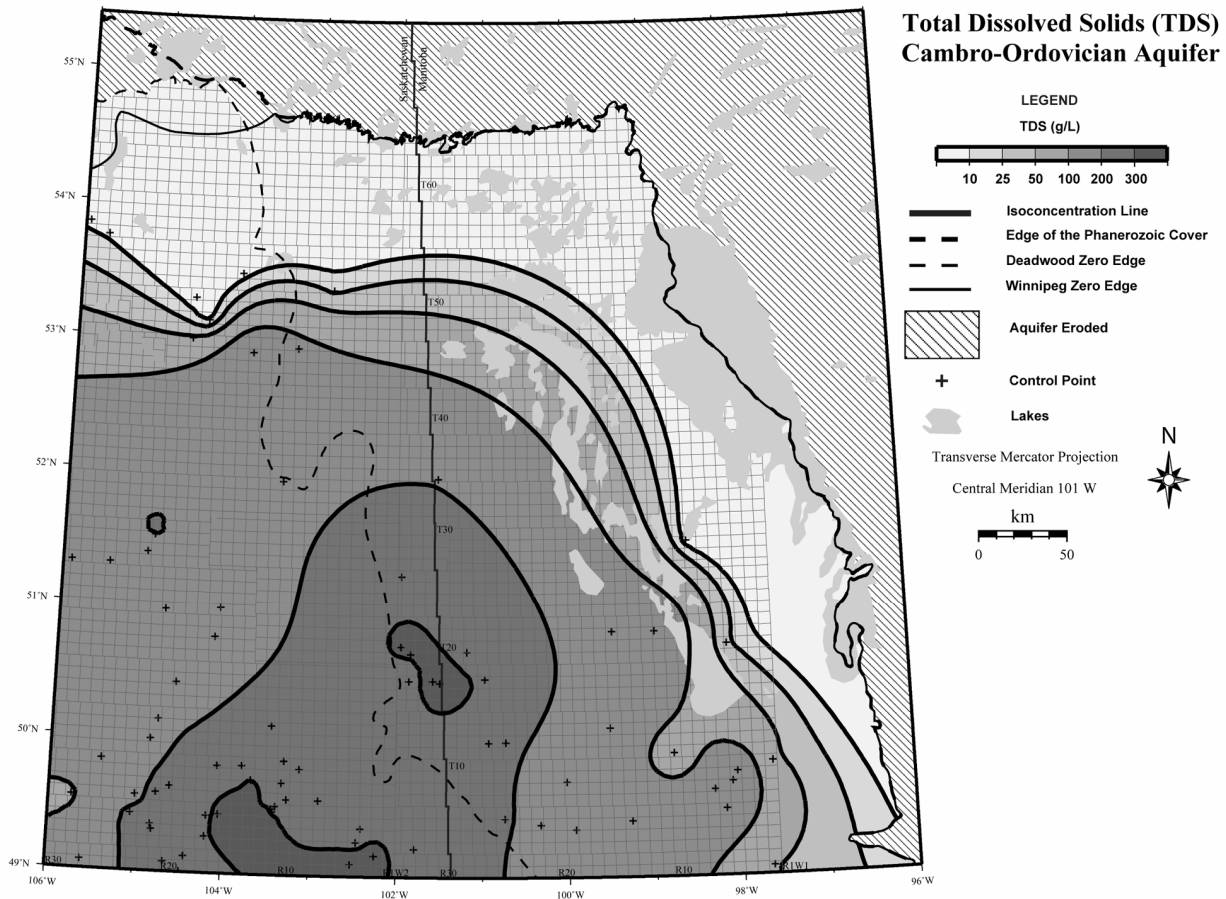 Total Dissolved Solids (TDS)
Cambro-Ordovician Aquifer
LEGEND
TDS (g/L)
10 25 50 100 200 300
Isoconcentration Line
Edge of the Phanerozoic Cover
Deadwood Zero Edge
Winnipeg Zero Edge
Aquifer Eroded
Control Point
Lakes
Transverse Mercator Projection
Central Meridian 101 W
N
km
0 50
Saskatchewan
Manitoba
55°N
54°N
53°N
52°N
51°N
50°N
49°N
T60
T50
T40
T30
T20
T10
R30 R20 R10 R1W2 R30 R20 R10 R1W1
106°W 104°W 102°W 100°W 98°W 96°W